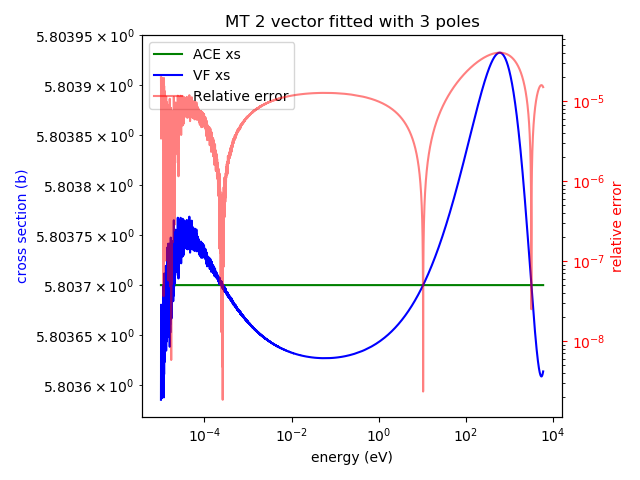 MT 2 vector fitted with 3 poles
ACE xs
VF xs
Relative error
5.80395 × 10⁰
5.8039 × 10⁰
5.80385 × 10⁰
5.8038 × 10⁰
5.80375 × 10⁰
5.8037 × 10⁰
5.80365 × 10⁰
5.8036 × 10⁰
cross section (b)
10⁻⁵
10⁻⁶
10⁻⁷
10⁻⁸
relative error
10⁻⁴ 10⁻² 10⁰ 10² 10⁴
energy (eV)